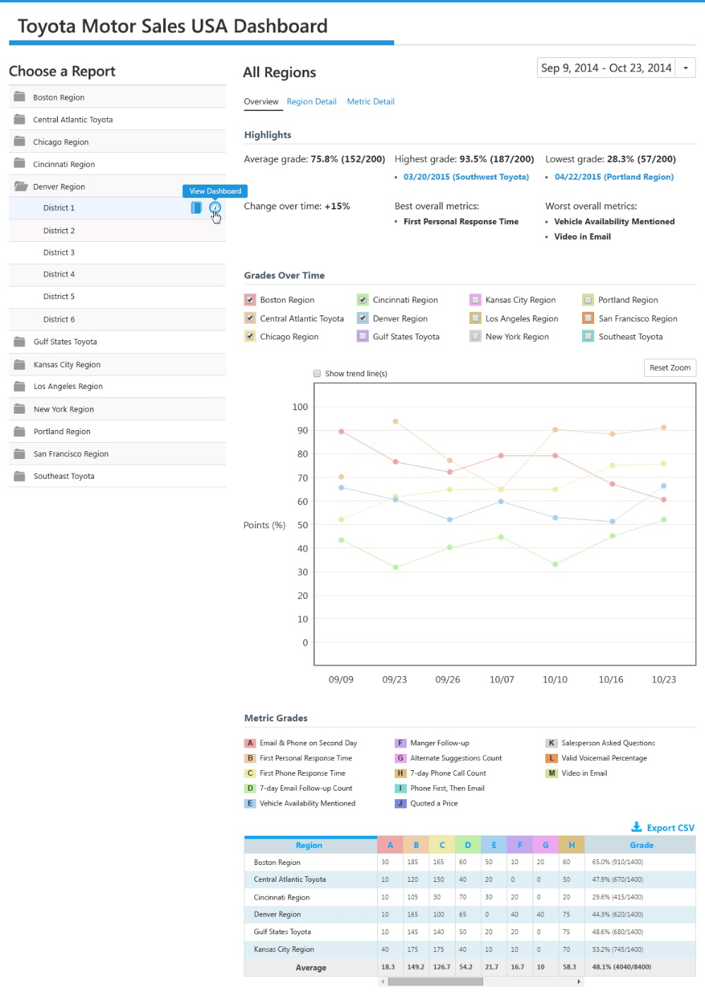 Toyota Motor Sales USA Dashboard
Choose a Report
Boston Region
Central Atlantic Toyota
Chicago Region
Cincinnati Region
Denver Region
View Dashboard
District 1
District 2
District 3
District 4
District 5
District 6
Gulf States Toyota
Kansas City Region
Los Angeles Region
New York Region
Portland Region
San Francisco Region
Southeast Toyota
All Regions
Sep 9, 2014 - Oct 23, 2014
Overview Region Detail Metric Detail
Highlights
Average grade: 75.8% (152/200) Highest grade: 93.5% (187/200) Lowest grade: 28.3% (57/200)
• 03/20/2015 (Southwest Toyota) • 04/22/2015 (Portland Region)
Change over time: +15% Best overall metrics: Worst overall metrics:
• First Personal Response Time • Vehicle Availability Mentioned
• Video in Email
Grades Over Time
Boston Region Cincinnati Region Kansas City Region Portland Region
Central Atlantic Toyota Denver Region Los Angeles Region San Francisco Region
Chicago Region Gulf States Toyota New York Region Southeast Toyota
Show trend line(s) Reset Zoom
100
90
80
70
60
Points (%) 50
40
30
20
10
0
09/09 09/23 09/26 10/07 10/10 10/16 10/23
Metric Grades
A Email & Phone on Second Day F Manger Follow-up K Salesperson Asked Questions
B First Personal Response Time G Alternate Suggestions Count L Valid Voicemail Percentage
C First Phone Response Time H 7-day Phone Call Count M Video in Email
D 7-day Email Follow-up Count I Phone First, Then Email
E Vehicle Availability Mentioned J Quoted a Price
Export CSV
Region A B C D E F G H Grade
Boston Region 30 185 165 60 50 10 20 60 65.0% (910/1400)
Central Atlantic Toyota 10 120 150 40 20 0 0 50 47.9% (670/1400)
Cincinnati Region 10 105 30 70 30 20 0 20 29.6% (415/1400)
Denver Region 10 165 100 65 0 40 40 75 44.3% (620/1400)
Gulf States Toyota 10 145 140 50 20 20 0 75 48.6% (680/1400)
Kansas City Region 40 175 175 40 10 10 0 70 53.2% (745/1400)
Average 18.3 149.2 126.7 54.2 21.7 16.7 10 58.3 48.1% (4040/8400)